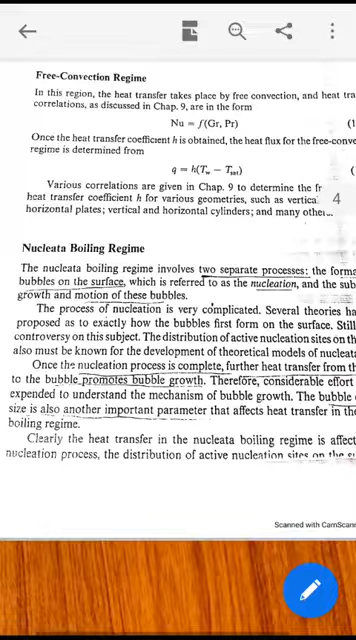 Free-Convection Regime
In this region, the heat transfer takes place by free convection, and heat tra
correlations, as discussed in Chap. 9, are in the form
Nu = f(Gr, Pr) (1
Once the heat transfer coefficient h is obtained, the heat flux for the free-conve
regime is determined from
q = h(Tw − Tsat) (
Various correlations are given in Chap. 9 to determine the fr
heat transfer coefficient h for various geometries, such as vertica 4
horizontal plates; vertical and horizontal cylinders; and many othe
Nucleata Boiling Regime
The nucleata boiling regime involves two separate processes: the forma
bubbles on the surface, which is referred to as the nucleation, and the sub
growth and motion of these bubbles.
The process of nucleation is very complicated. Several theories ha
proposed as to exactly how the bubbles first form on the surface. Still
controversy on this subject. The distribution of active nucleation sites on th
also must be known for the development of theoretical models of nucleat
Once the nucleation process is complete, further heat transfer from th
to the bubble promotes bubble growth. Therefore, considerable effort
expended to understand the mechanism of bubble growth. The bubble
size is also another important parameter that affects heat transfer in the
boiling regime.
Clearly the heat transfer in the nucleata boiling regime is affect
nucleation process, the distribution of active nucleation sites on the su
Scanned with CamScann